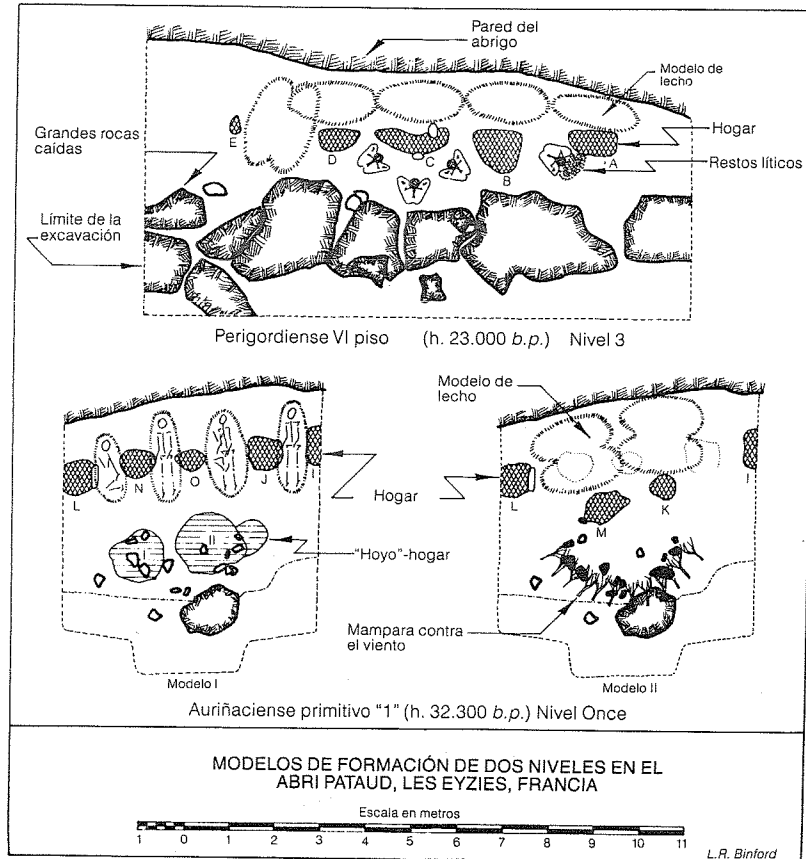 Pared del
abrigo
Modelo de
lecho
Grandes rocas
caídas
Hogar
E
D
C
B
A
Restos líticos
Límite de la
excavación
Perigordiense VI piso (h. 23.000 b.p.) Nivel 3
Modelo de
lecho
L
N
O
J
I
Hogar
L
M
K
I
I
II
"Hoyo"-hogar
Mampara contra
el viento
Modelo I
Modelo II
Auriñaciense primitivo "1" (h. 32.300 b.p.) Nivel Once
MODELOS DE FORMACIÓN DE DOS NIVELES EN EL
ABRI PATAUD, LES EYZIES, FRANCIA
Escala en metros
1 0 1 2 3 4 5 6 7 8 9 10 11
L.R. Binford